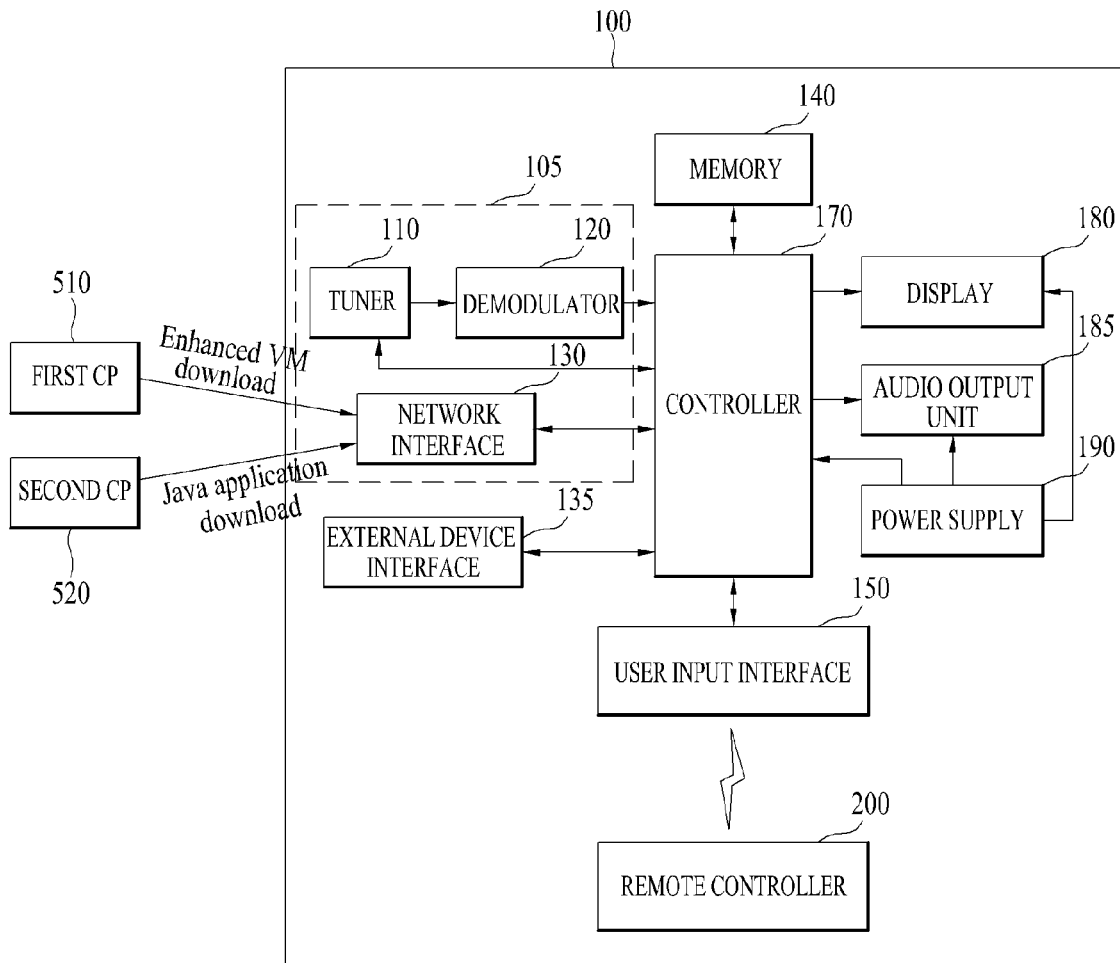 100
140
MEMORY
105
170
110
120
180
TUNER
DEMODULATOR
DISPLAY
510
185
FIRST CP
Enhanced VM
download
130
NETWORK
INTERFACE
CONTROLLER
AUDIO OUTPUT
UNIT
SECOND CP
Java application
download
190
POWER SUPPLY
520
135
EXTERNAL DEVICE
INTERFACE
150
USER INPUT INTERFACE
200
REMOTE CONTROLLER